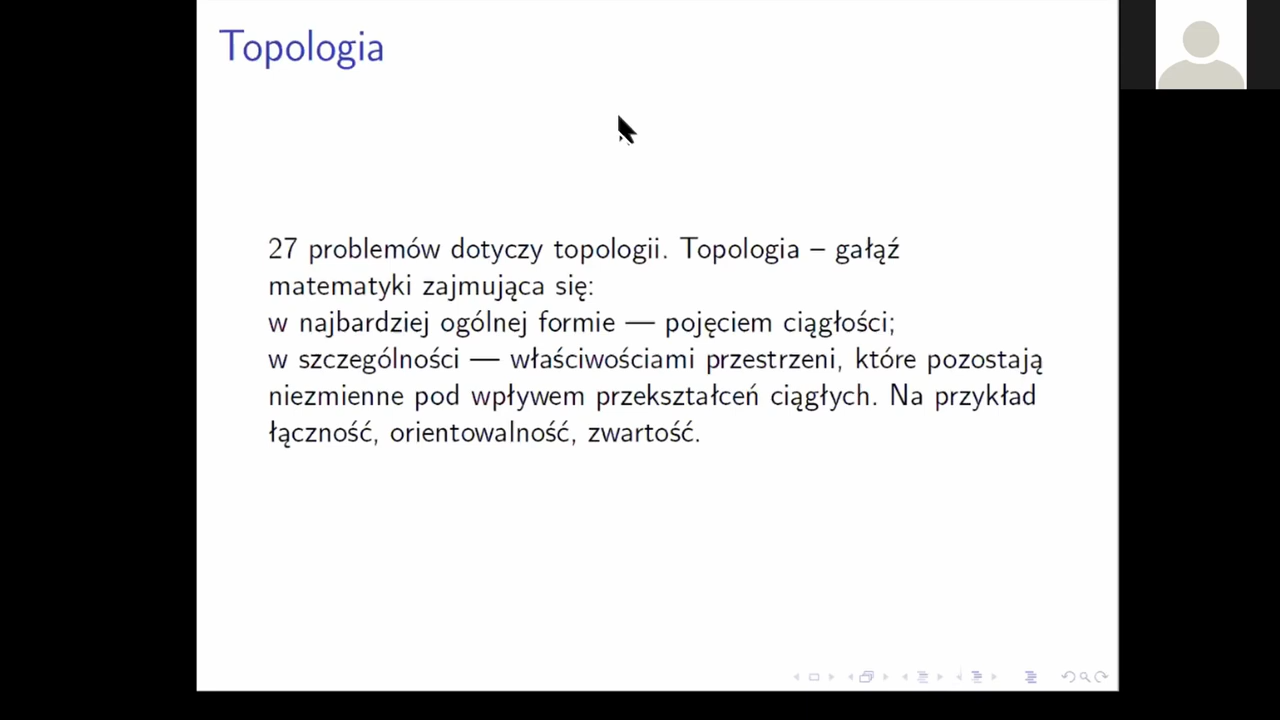 Topologia
27 problemów dotyczy topologii. Topologia – gałąź
matematyki zajmująca się:
w najbardziej ogólnej formie — pojęciem ciągłości;
w szczególności — właściwościami przestrzeni, które pozostają
niezmienne pod wpływem przekształceń ciągłych. Na przykład
łączność, orientowalność, zwartość.